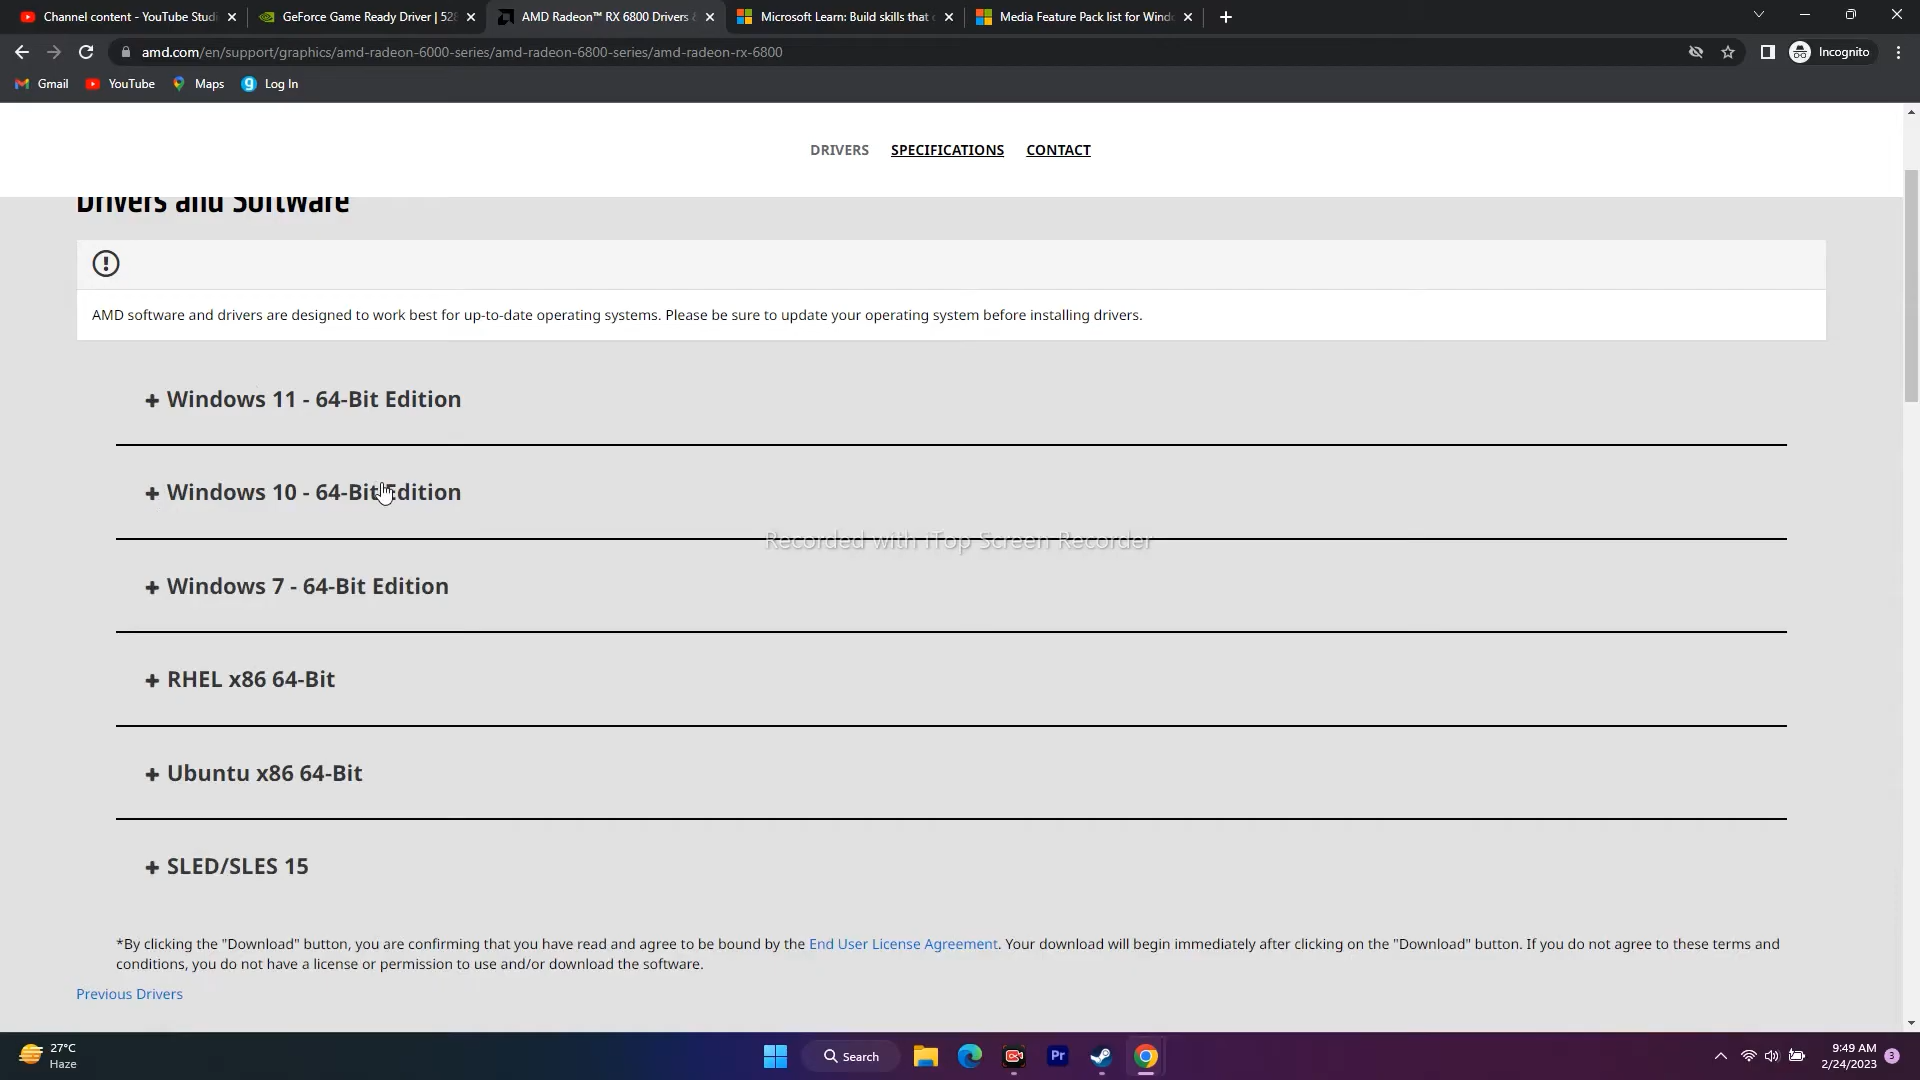 Channel content - YouTube Studi
GeForce Game Ready Driver | 528
AMD Radeon™ RX 6800 Drivers &
Microsoft Learn: Build skills that o
Media Feature Pack list for Windo
amd.com/en/support/graphics/amd-radeon-6000-series/amd-radeon-6800-series/amd-radeon-rx-6800
Incognito
Gmail
YouTube
Maps
Log In
DRIVERS
SPECIFICATIONS
CONTACT
Drivers and Software
AMD software and drivers are designed to work best for up-to-date operating systems. Please be sure to update your operating system before installing drivers.
+ Windows 11 - 64-Bit Edition
+ Windows 10 - 64-Bit Edition
Recorded with iTop Screen Recorder
+ Windows 7 - 64-Bit Edition
+ RHEL x86 64-Bit
+ Ubuntu x86 64-Bit
+ SLED/SLES 15
*By clicking the "Download" button, you are confirming that you have read and agree to be bound by the End User License Agreement. Your download will begin immediately after clicking on the "Download" button. If you do not agree to these terms and
conditions, you do not have a license or permission to use and/or download the software.
Previous Drivers
27°C
Haze
Search
Pr
9:49 AM
2/24/2023
3